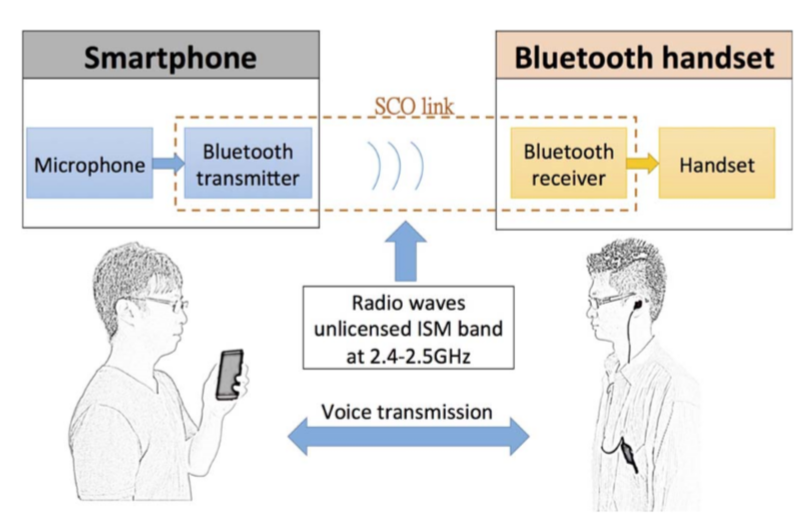 Smartphone
Bluetooth handset
SCO link
Microphone
Bluetooth
transmitter
Bluetooth
receiver
Handset
Radio waves
unlicensed ISM band
at 2.4-2.5GHz
Voice transmission